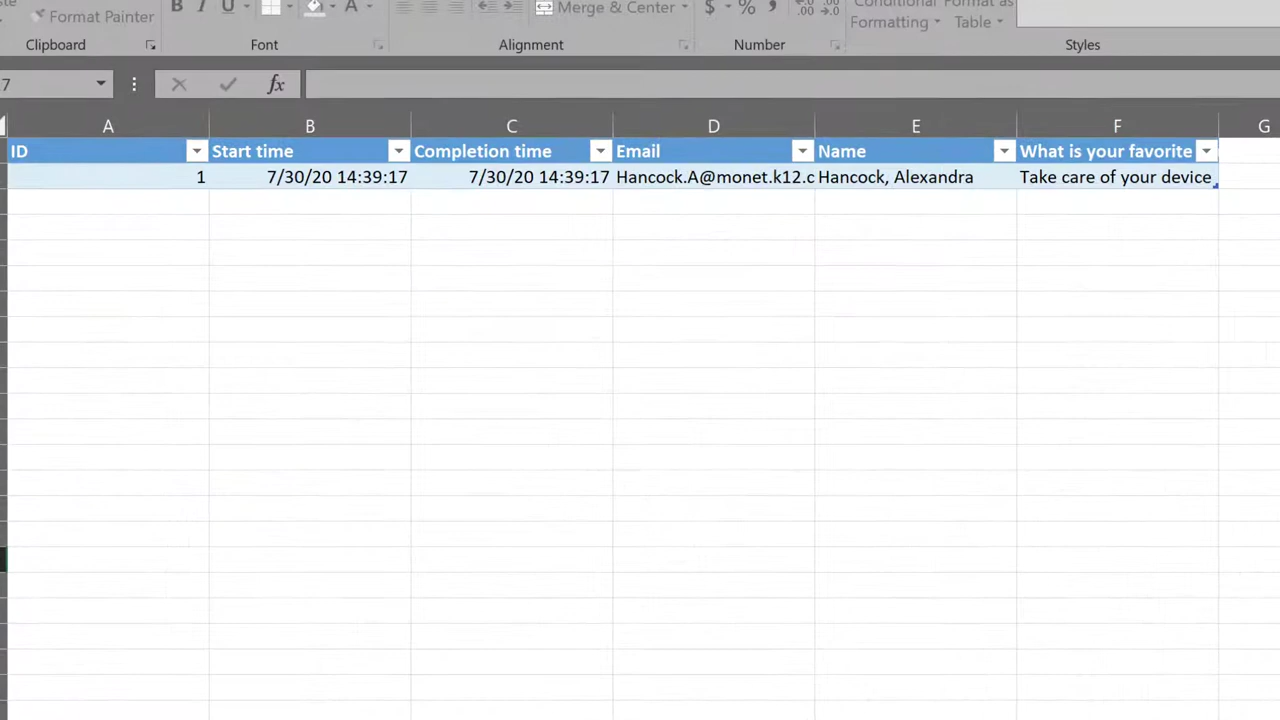 Format Painter
B I U A
Merge & Center
$ % ,
Conditional Format as
Formatting Table
Clipboard Font Alignment Number Styles
7 fx
A B C D E F G
ID Start time Completion time Email Name What is your favorite
1 7/30/20 14:39:17 7/30/20 14:39:17 Hancock.A@monet.k12.c Hancock, Alexandra Take care of your device